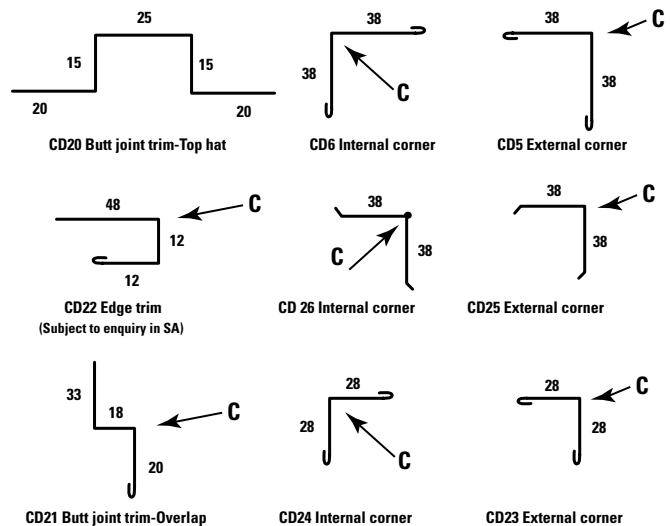 25
15
15
20
20
CD20 Butt joint trim-Top hat
38
38
C
CD6 Internal corner
38
C
38
CD5 External corner
48
C
12
12
CD22 Edge trim
(Subject to enquiry in SA)
38
C
38
CD 26 Internal corner
38
C
38
CD25 External corner
33
18
C
20
CD21 Butt joint trim-Overlap
28
28
C
CD24 Internal corner
28
C
28
CD23 External corner